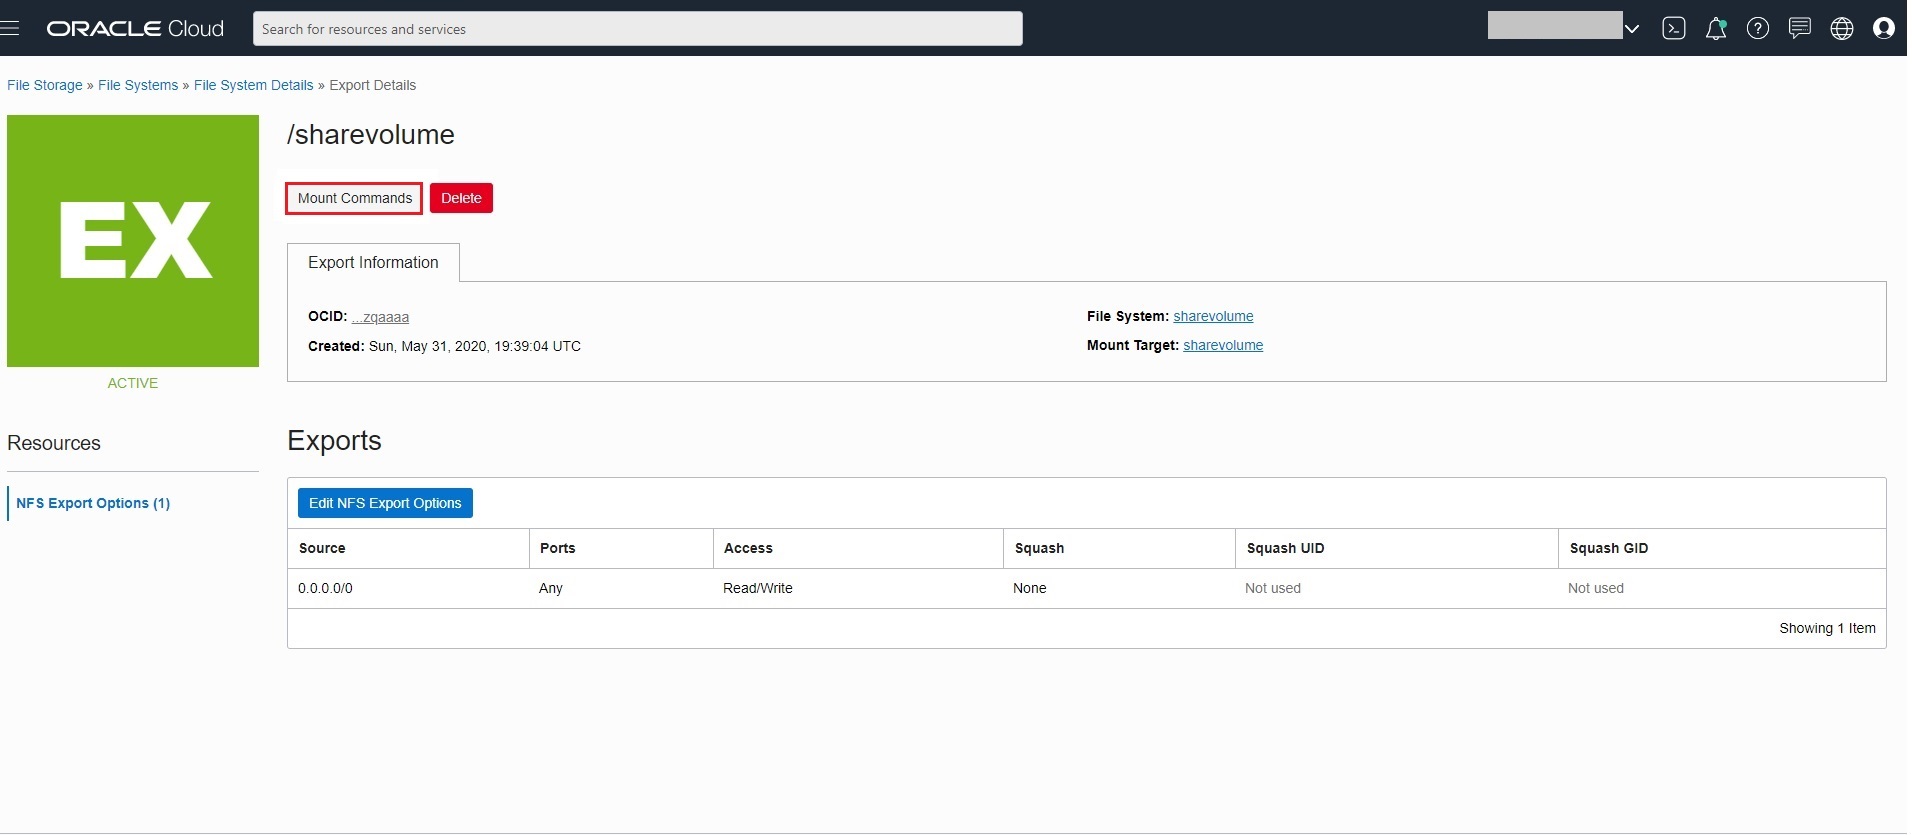 ORACLE Cloud
Search for resources and services
File Storage » File Systems » File System Details » Export Details
EX
ACTIVE
/sharevolume
Mount Commands
Delete
Export Information
OCID: ...zqaaaa
Created: Sun, May 31, 2020, 19:39:04 UTC
File System: sharevolume
Mount Target: sharevolume
Resources
NFS Export Options (1)
Exports
Edit NFS Export Options
Source Ports Access Squash Squash UID Squash GID
0.0.0.0/0 Any Read/Write None Not used Not used
Showing 1 Item